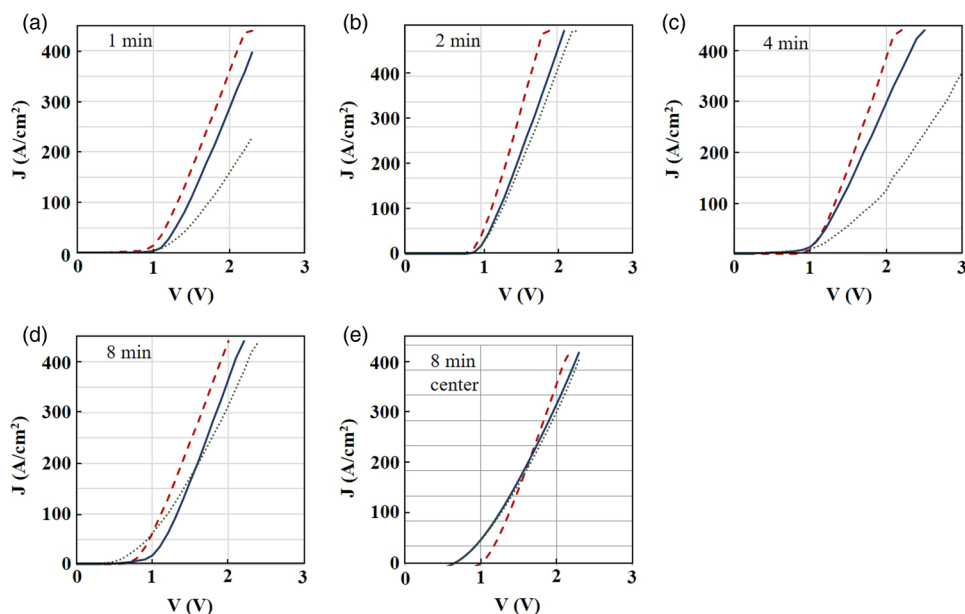 (a)
1 min
400
300
200
100
0
0
1
2
3
J (A/cm²)
V (V)
(b)
2 min
400
300
200
100
0
0
1
2
3
J (A/cm²)
V (V)
(c)
4 min
400
300
200
100
0
1
2
3
J (A/cm²)
V (V)
(d)
8 min
400
300
200
100
0
0
1
2
3
J (A/cm²)
V (V)
(e)
8 min
center
400
300
200
100
0
0
1
2
3
J (A/cm²)
V (V)